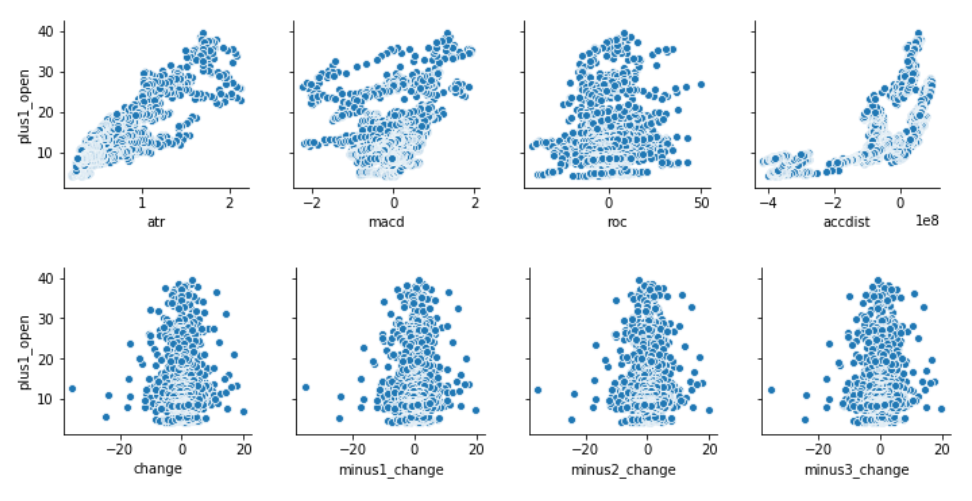 40
30
20
10
plus1_open
1 2
atr
−2 0 2
macd
0 50
roc
−4 −2 0
1e8
accdist
40
30
20
10
plus1_open
−20 0 20
change
−20 0 20
minus1_change
−20 0 20
minus2_change
−20 0 20
minus3_change